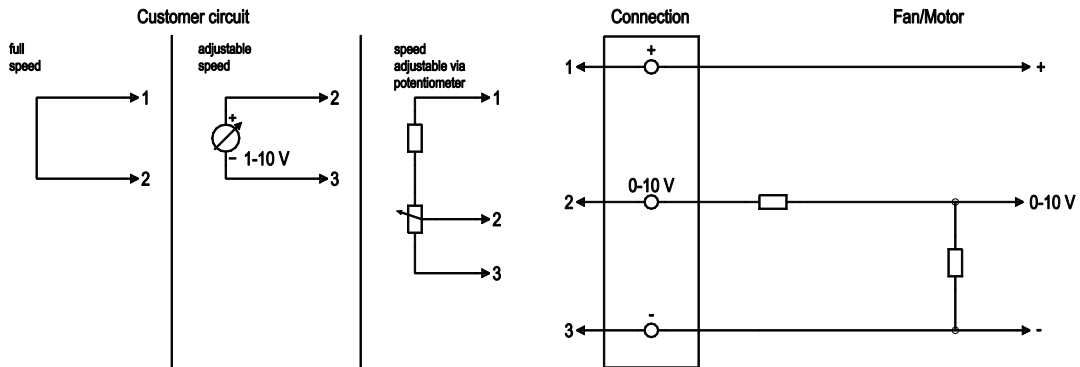 Customer circuit
full
speed
1
2
adjustable
speed
2
+
- 1-10 V
3
speed
adjustable via
potentiometer
1
2
3
Connection
Fan/Motor
+
1
+
0-10 V
2
0-10 V
-
3
-